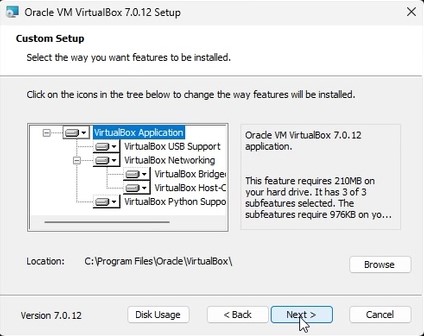 Oracle VM VirtualBox 7.0.12 Setup
Custom Setup
Select the way you want features to be installed.
Click on the icons in the tree below to change the way features will be installed.
VirtualBox Application
VirtualBox USB Support
VirtualBox Networking
VirtualBox Bridge
VirtualBox Host-C
VirtualBox Python Suppo
Oracle VM VirtualBox 7.0.12
application.
This feature requires 210MB on
your hard drive. It has 3 of 3
subfeatures selected. The
subfeatures require 976KB on yo...
Location: C:\Program Files\Oracle\VirtualBox\
Browse
Version 7.0.12 Disk Usage < Back Next > Cancel